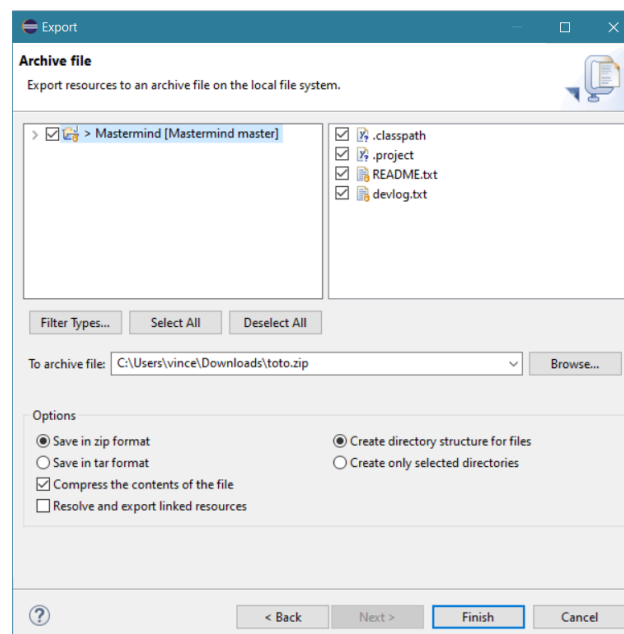 Export
Archive file
Export resources to an archive file on the local file system.
> Mastermind [Mastermind master]
.classpath
.project
README.txt
devlog.txt
Filter Types...
Select All
Deselect All
To archive file:
C:\Users\vince\Downloads\toto.zip
Browse...
Options
Save in zip format
Create directory structure for files
Save in tar format
Create only selected directories
Compress the contents of the file
Resolve and export linked resources
?
< Back
Next >
Finish
Cancel